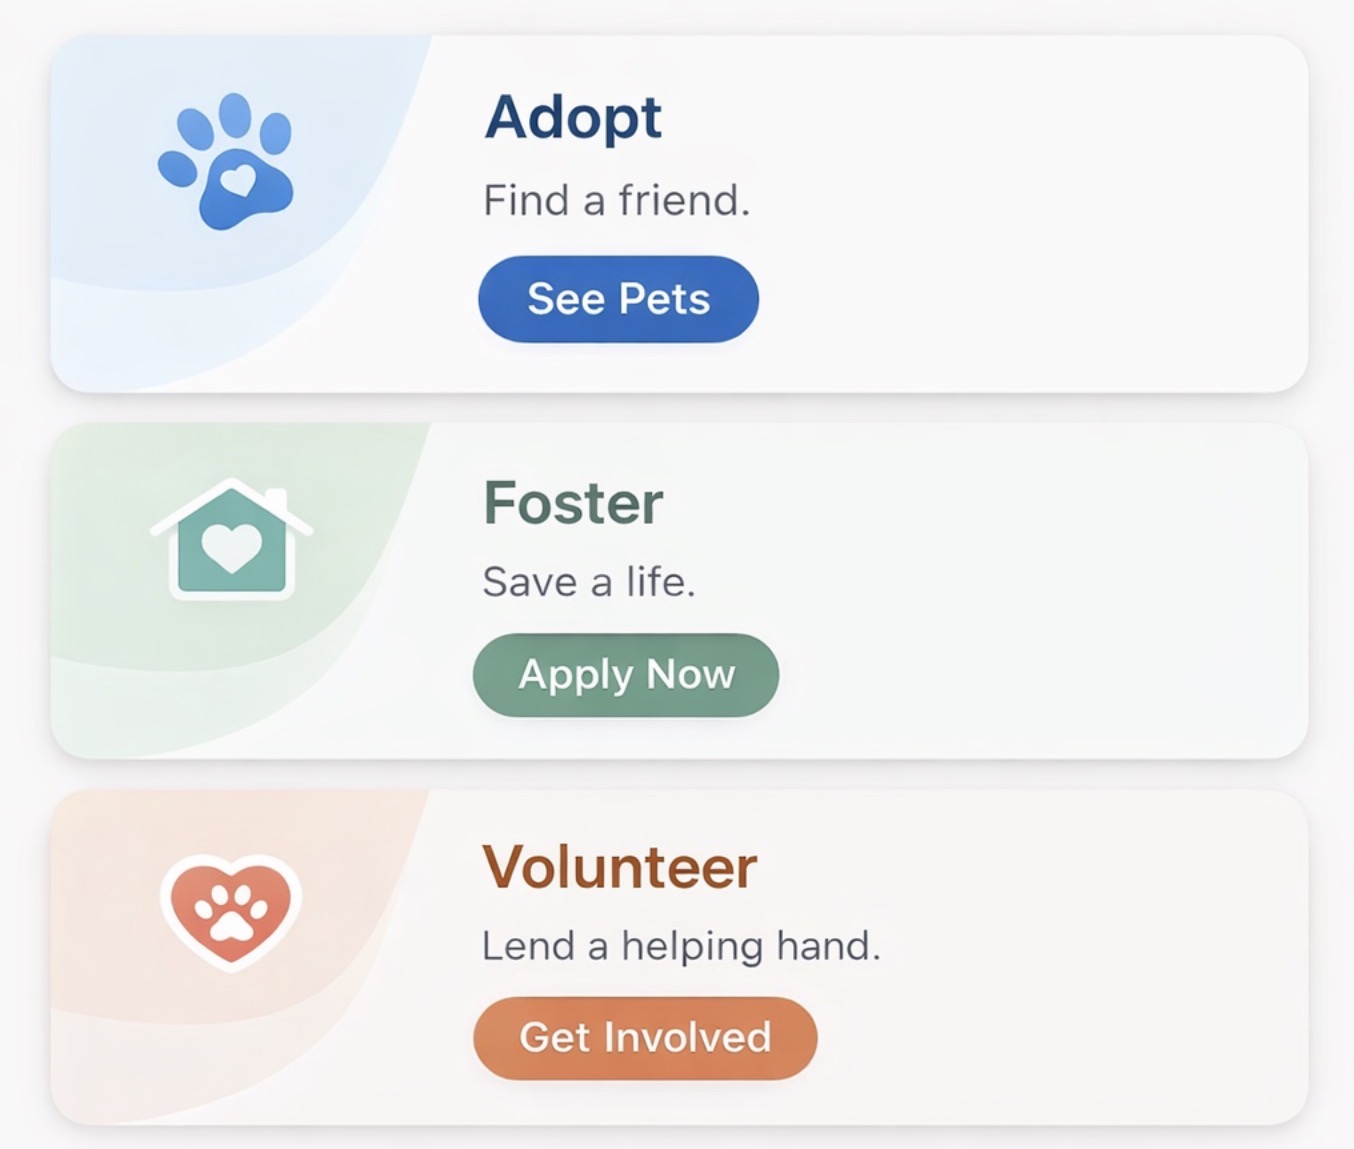 Adopt
Find a friend.
See Pets
Foster
Save a life.
Apply Now
Volunteer
Lend a helping hand.
Get Involved